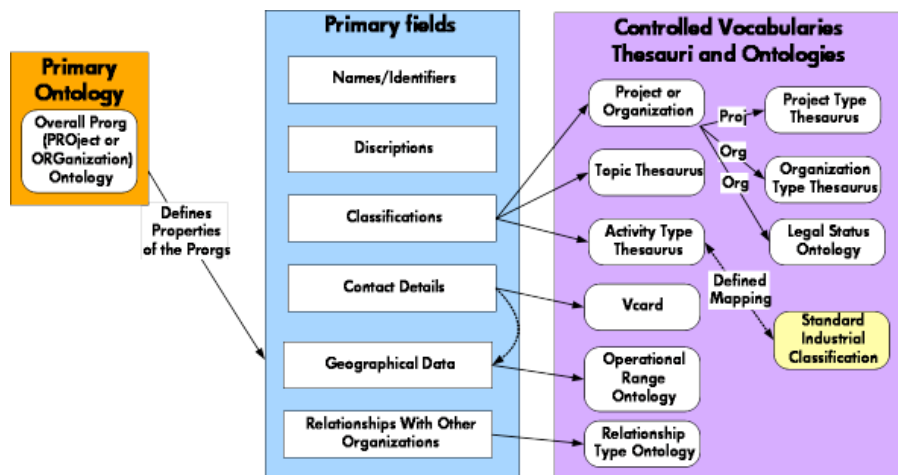 Primary
Ontology
Overall Prorg
(PROject or
ORGanization)
Ontology
Defines
Properties
of the Prorgs
Primary fields
Names/Identifiers
Discriptions
Classifications
Contact Details
Geographical Data
Relationships With Other
Organizations
Controlled Vocabularies
Thesauri and Ontologies
Project or
Organization
Topic Thesaurus
Activity Type
Thesaurus
Vcard
Operational
Range
Ontology
Relationship
Type Ontology
Proj
Org
Org
Project Type
Thesaurus
Organization
Type Thesaurus
Legal Status
Ontology
Defined
Mapping
Standard
Industrial
Classification